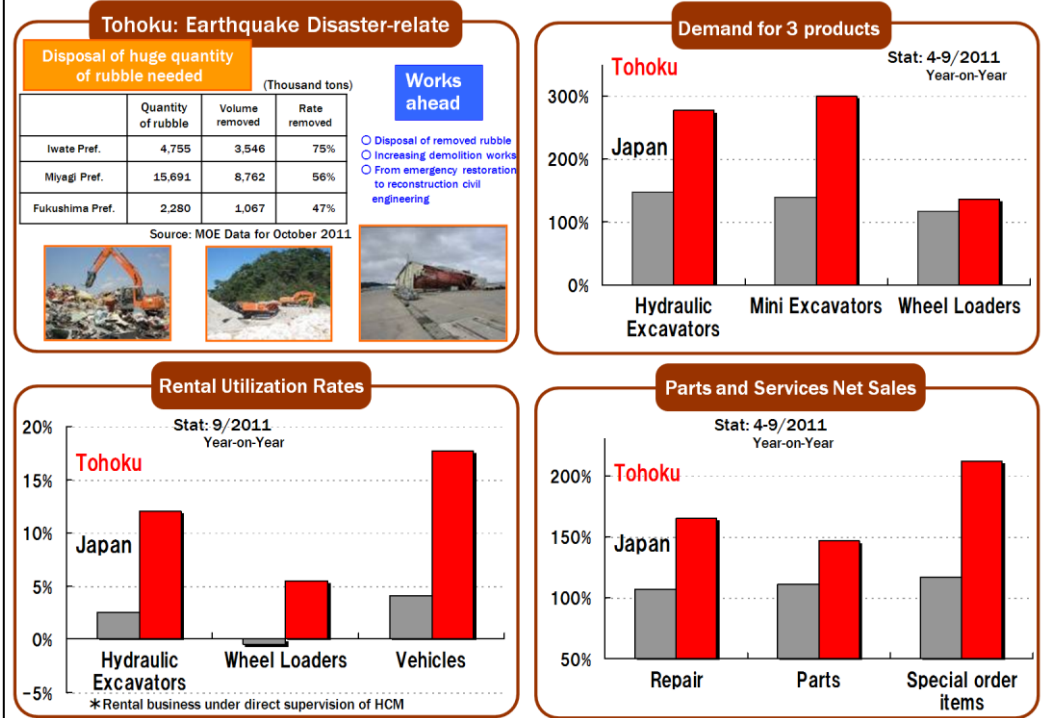 Tohoku: Earthquake Disaster-relate
Disposal of huge quantity
of rubble needed
(Thousand tons)
Quantity of rubble Volume removed Rate removed
Iwate Pref. 4,755 3,546 75%
Miyagi Pref. 15,691 8,762 56%
Fukushima Pref. 2,280 1,067 47%
Source: MOE Data for October 2011
Works
ahead
○ Disposal of removed rubble
○ Increasing demolition works
○ From emergency restoration
to reconstruction civil
engineering
Demand for 3 products
Stat: 4-9/2011
Year-on-Year
Tohoku
Japan
300%
200%
100%
0%
Hydraulic
Excavators
Mini Excavators
Wheel Loaders
Rental Utilization Rates
Stat: 9/2011
Year-on-Year
Tohoku
Japan
20%
15%
10%
5%
0%
-5%
Hydraulic
Excavators
Wheel Loaders
Vehicles
*Rental business under direct supervision of HCM
Parts and Services Net Sales
Stat: 4-9/2011
Year-on-Year
Tohoku
Japan
200%
150%
100%
50%
Repair
Parts
Special order
items